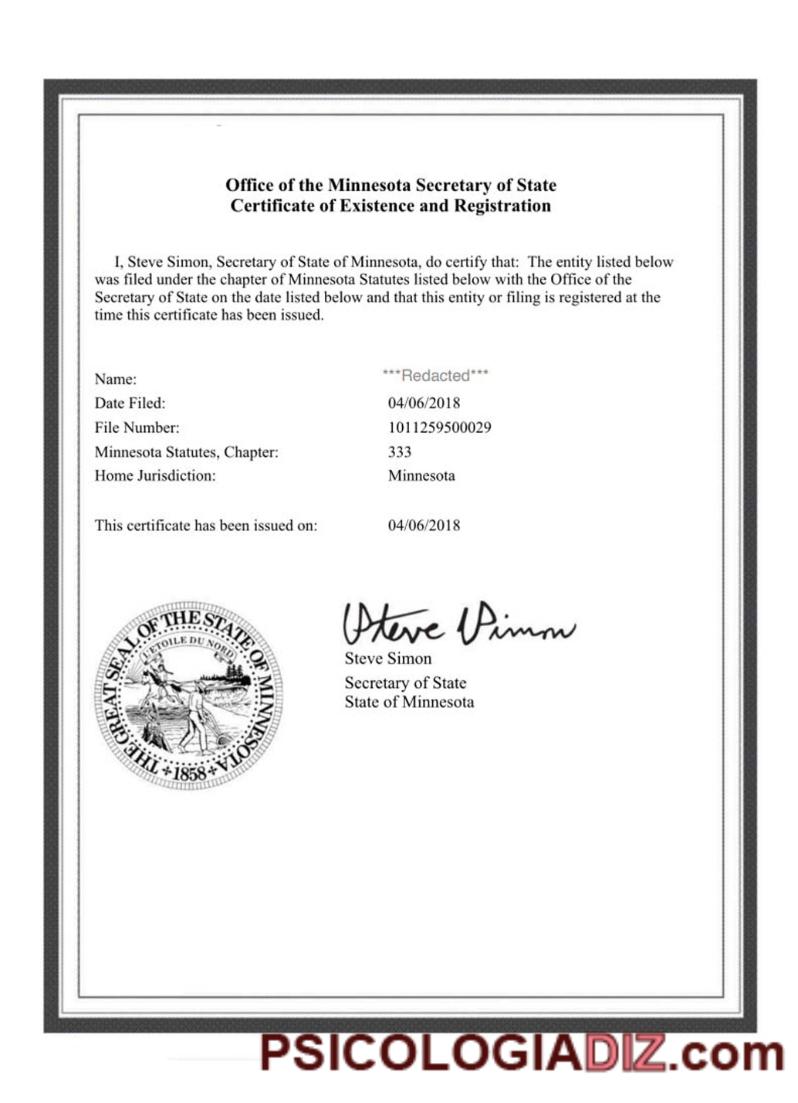 Office of the Minnesota Secretary of State
Certificate of Existence and Registration
I, Steve Simon, Secretary of State of Minnesota, do certify that: The entity listed below
was filed under the chapter of Minnesota Statutes listed below with the Office of the
Secretary of State on the date listed below and that this entity or filing is registered at the
time this certificate has been issued.
Name: ***Redacted***
Date Filed: 04/06/2018
File Number: 1011259500029
Minnesota Statutes, Chapter: 333
Home Jurisdiction: Minnesota
This certificate has been issued on: 04/06/2018
THE GREAT SEAL OF THE STATE OF MINNESOTA
L'ETOILE DU NORD
1858
Steve Simon
Steve Simon
Secretary of State
State of Minnesota
PSICOLOGIADIZ.com